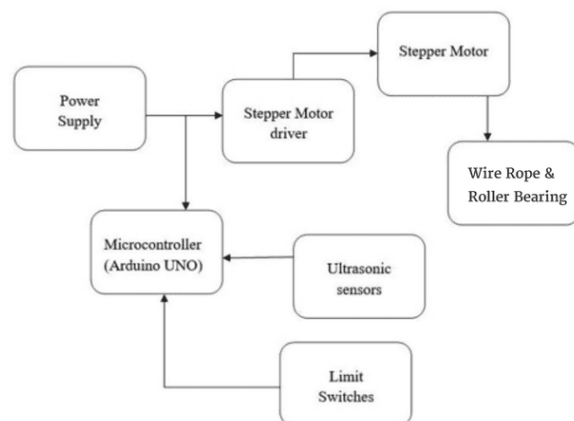 Stepper Motor
Power
Supply
Stepper Motor
driver
Wire Rope &
Roller Bearing
Microcontroller
(Arduino UNO)
Ultrasonic
sensors
Limit
Switches